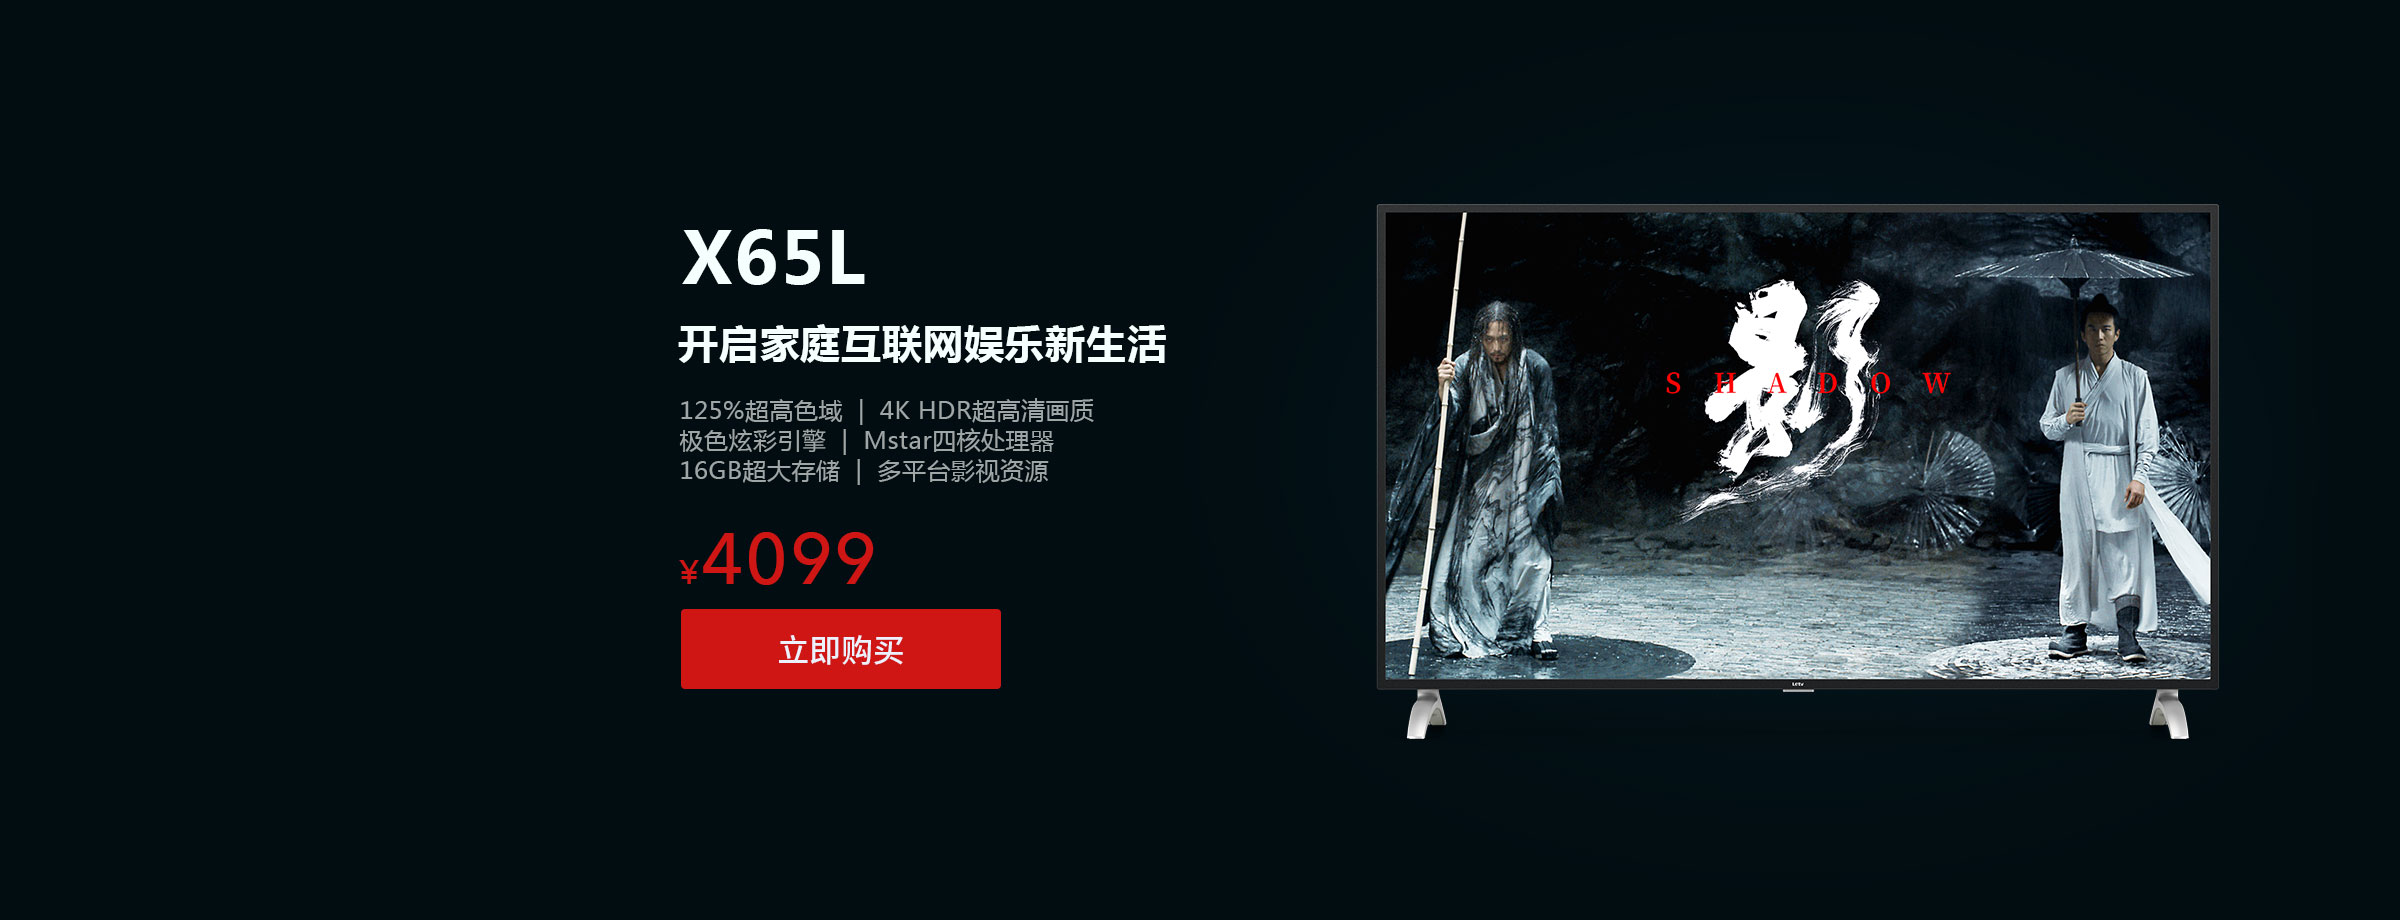 X65L
开启家庭互联网娱乐新生活
125%超高色域 | 4K HDR超高清画质
极色炫彩引擎 | Mstar四核处理器
16GB超大存储 | 多平台影视资源
¥4099
立即购买
影
SHADOW
LETV